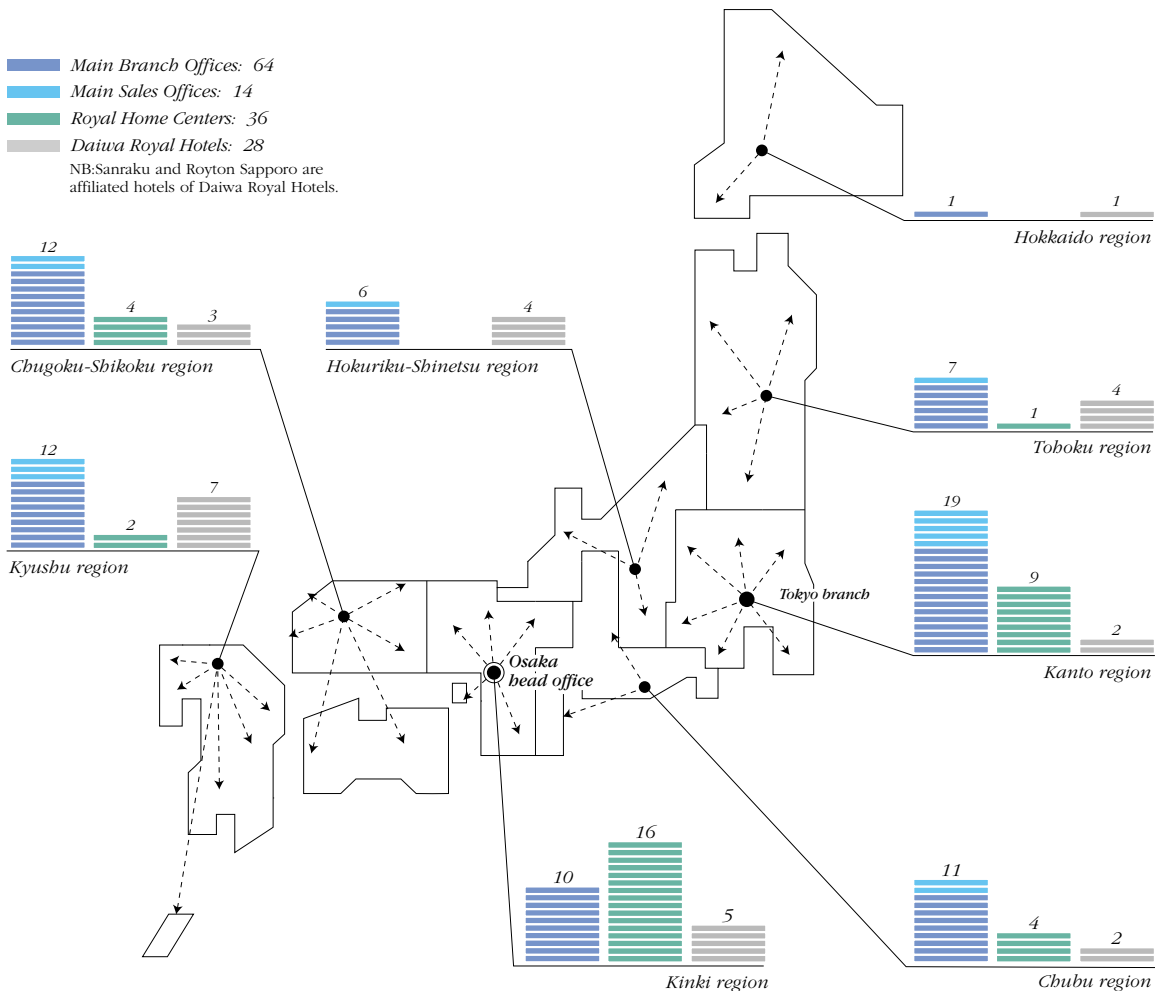 Main Branch Offices: 64
Main Sales Offices: 14
Royal Home Centers: 36
Daiwa Royal Hotels: 28
NB:Sanraku and Royton Sapporo are
affiliated hotels of Daiwa Royal Hotels.
1 1
Hokkaido region
12 4 3
Chugoku-Shikoku region
6 4
Hokuriku-Shinetsu region
7 1 4
Tohoku region
12 2 7
Kyushu region
19 9 2
Kanto region
Tokyo branch
Osaka
head office
10 16 5
Kinki region
11 4 2
Chubu region